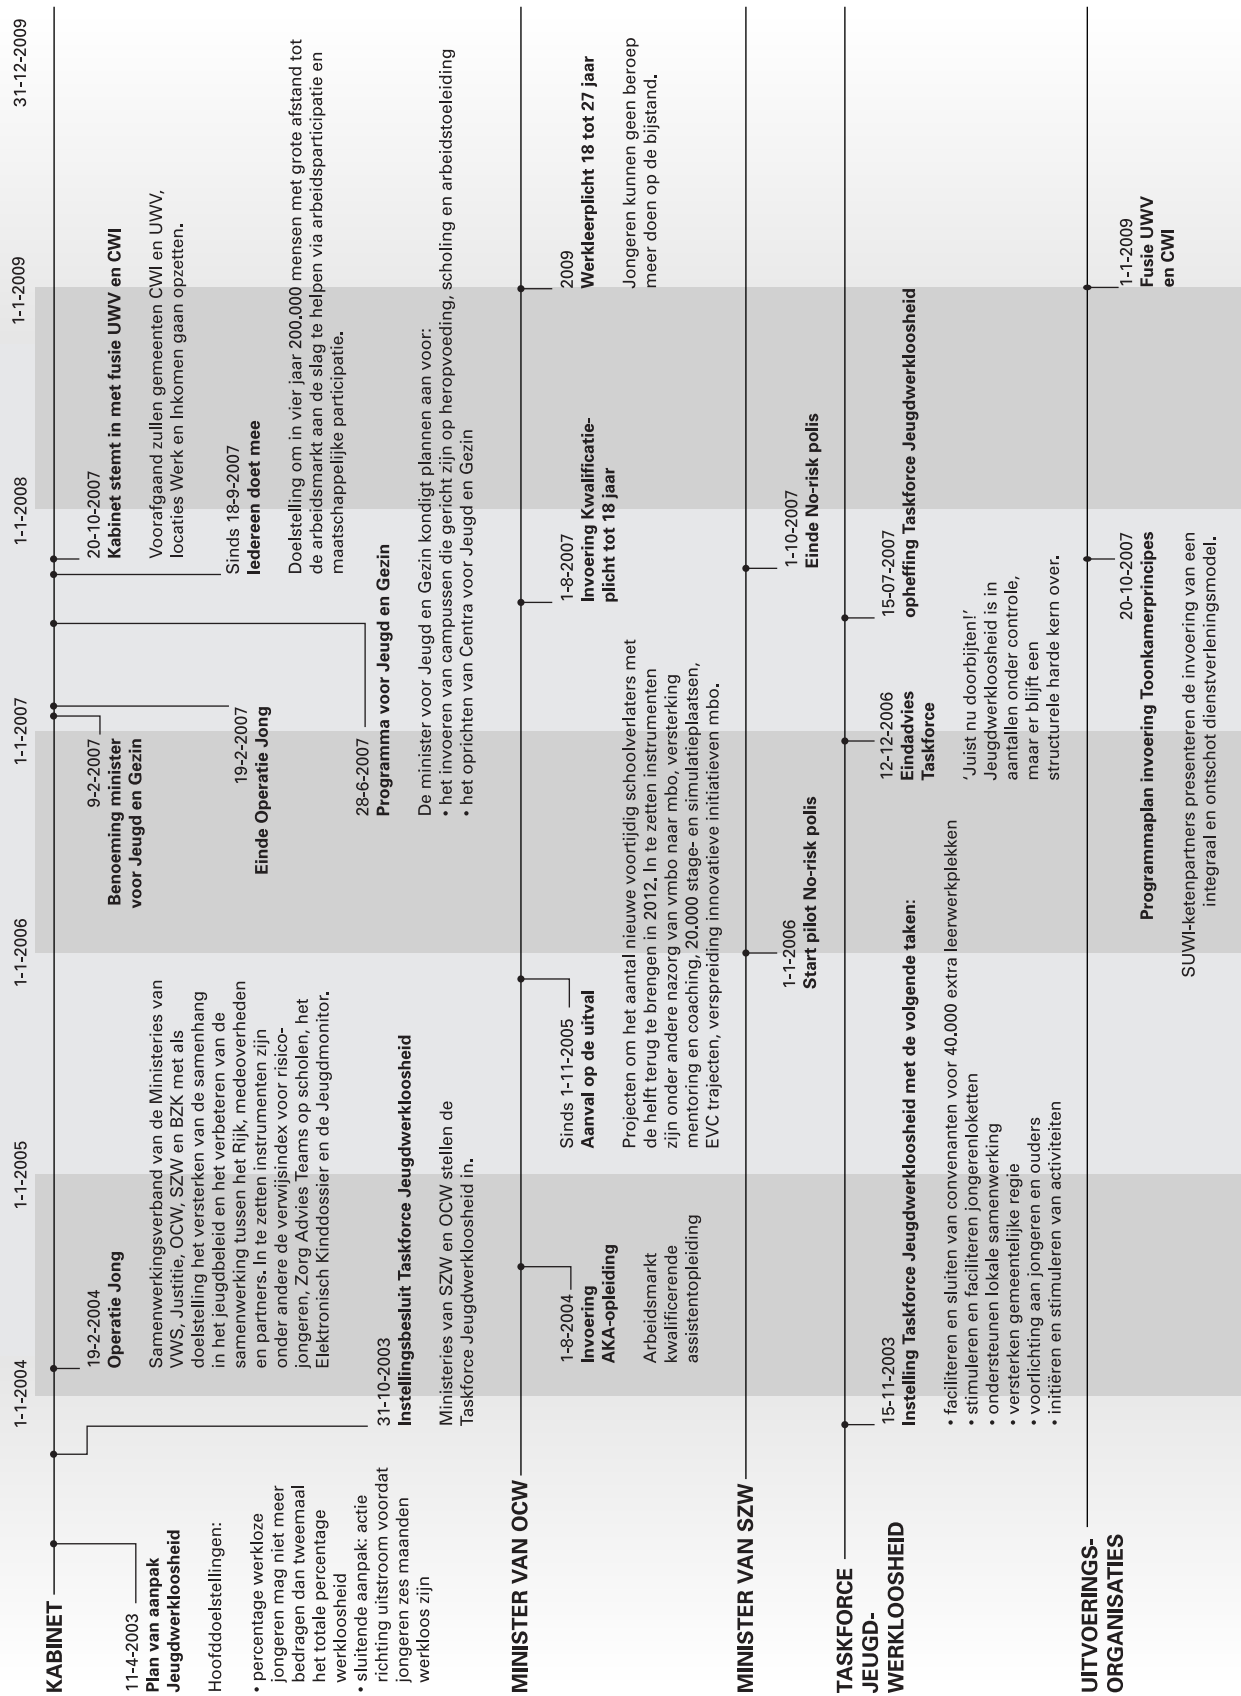 1-1-2004
1-1-2005
1-1-2006
1-1-2007
1-1-2008
1-1-2009
31-12-2009
KABINET
11-4-2003
Plan van aanpak
Jeugdwerkloosheid
Hoofddoelstellingen:
• percentage werkloze
jongeren mag niet meer
bedragen dan tweemaal
het totale percentage
werkloosheid
• sluitende aanpak: actie
richting uitstroom voordat
jongeren zes maanden
werkloos zijn
31-10-2003
Instellingsbesluit Taskforce Jeugdwerkloosheid
Ministeries van SZW en OCW stellen de
Taskforce Jeugdwerkloosheid in.
19-2-2004
Operatie Jong
Samenwerkingsverband van de Ministeries van
VWS, Justitie, OCW, SZW en BZK met als
doelstelling het versterken van de samenhang
in het jeugdbeleid en het verbeteren van de
samenwerking tussen het Rijk, medeoverheden
en partners. In te zetten instrumenten zijn
onder andere de verwijsindex voor risico-
jongeren, Zorg Advies Teams op scholen, het
Elektronisch Kinddossier en de Jeugdmonitor.
9-2-2007
Benoeming minister
voor Jeugd en Gezin
19-2-2007
Einde Operatie Jong
28-6-2007
Programma voor Jeugd en Gezin
De minister voor Jeugd en Gezin kondigt plannen aan voor:
• het invoeren van campussen die gericht zijn op heropvoeding, scholing en arbeidstoeleiding
• het oprichten van Centra voor Jeugd en Gezin
20-10-2007
Kabinet stemt in met fusie UWV en CWI
Voorafgaand zullen gemeenten CWI en UWV,
locaties Werk en Inkomen gaan opzetten.
Sinds 18-9-2007
Iedereen doet mee
Doelstelling om in vier jaar 200.000 mensen met grote afstand tot
de arbeidsmarkt aan de slag te helpen via arbeidsparticipatie en
maatschappelijke participatie.
MINISTER VAN OCW
1-8-2004
Invoering
AKA-opleiding
Arbeidsmarkt
kwalificerende
assistentopleiding
Sinds 1-11-2005
Aanval op de uitval
Projecten om het aantal nieuwe voortijdig schoolverlaters met
de helft terug te brengen in 2012. In te zetten instrumenten
zijn onder andere nazorg van vmbo naar mbo, versterking
mentoring en coaching, 20.000 stage- en simulatieplaatsen,
EVC trajecten, verspreiding innovatieve initiatieven mbo.
1-8-2007
Invoering Kwalificatie-
plicht tot 18 jaar
2009
Werkleerplicht 18 tot 27 jaar
Jongeren kunnen geen beroep
meer doen op de bijstand.
MINISTER VAN SZW
1-1-2006
Start pilot No-risk polis
1-10-2007
Einde No-risk polis
TASKFORCE
JEUGD-
WERKLOOSHEID
15-11-2003
Instelling Taskforce Jeugdwerkloosheid met de volgende taken:
• faciliteren en sluiten van convenanten voor 40.000 extra leerwerkplekken
• stimuleren en faciliteren jongerenloketten
• ondersteunen lokale samenwerking
• versterken gemeentelijke regie
• voorlichting aan jongeren en ouders
• initiëren en stimuleren van activiteiten
12-12-2006
Eindadvies
Taskforce
'Juist nu doorbijten!'
Jeugdwerkloosheid is in
aantallen onder controle,
maar er blijft een
structurele harde kern over.
15-07-2007
opheffing Taskforce Jeugdwerkloosheid
UITVOERINGS-
ORGANISATIES
20-10-2007
Programmaplan invoering Toonkamerprincipes
SUWI-ketenpartners presenteren de invoering van een
integraal en ontschot dienstverleningsmodel.
1-1-2009
Fusie UWV
en CWI